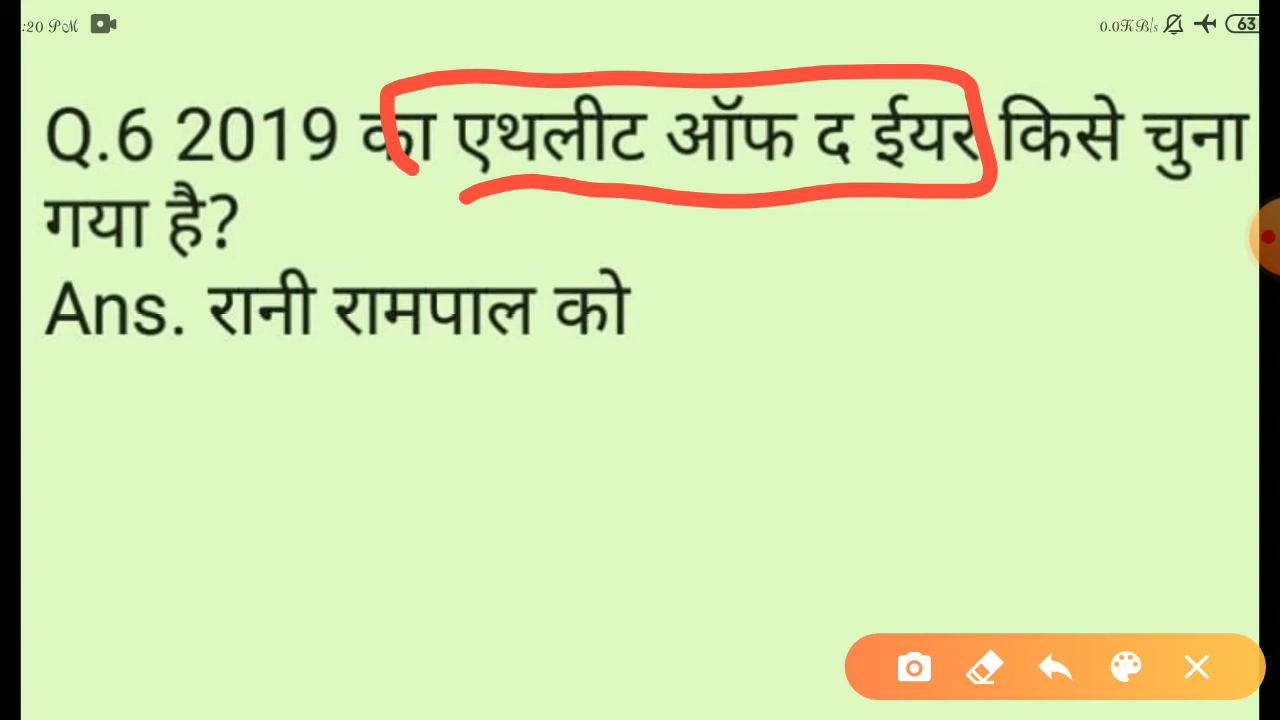 :20 PM 0.0KB/s 63
Q.6 2019 का एथलीट ऑफ द ईयर किसे चुना
गया है?
Ans. रानी रामपाल को